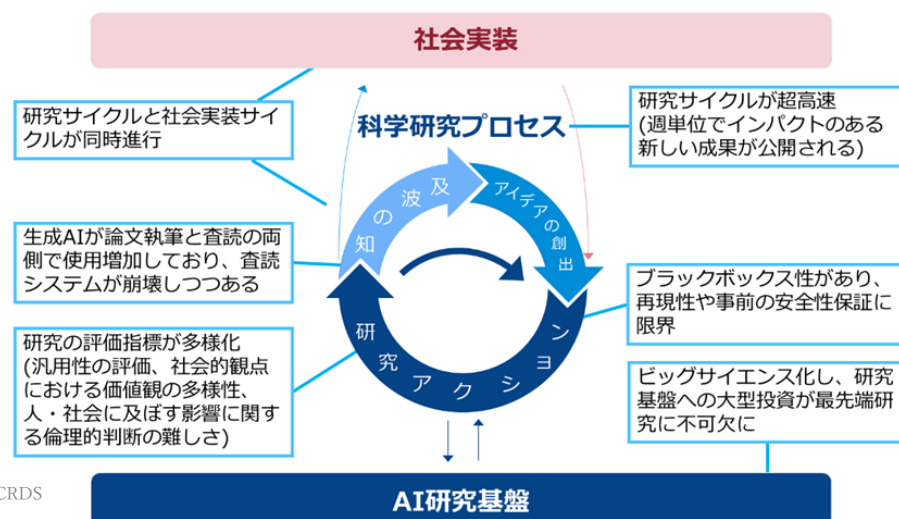 社会実装
研究サイクルと社会実装サイ
クルが同時進行
科学研究プロセス
研究サイクルが超高速
(週単位でインパクトのある
新しい成果が公開される)
知の波及
アイデアの創出
生成AIが論文執筆と査読の両
側で使用増加しており、査読
システムが崩壊しつつある
ブラックボックス性があり、
再現性や事前の安全性保証に
限界
研究アクション
研究の評価指標が多様化
(汎用性の評価、社会的観点
における価値観の多様性、
人・社会に及ぼす影響に関す
る倫理的判断の難しさ)
ビッグサイエンス化し、研究
基盤への大型投資が最先端研
究に不可欠に
CRDS
AI研究基盤